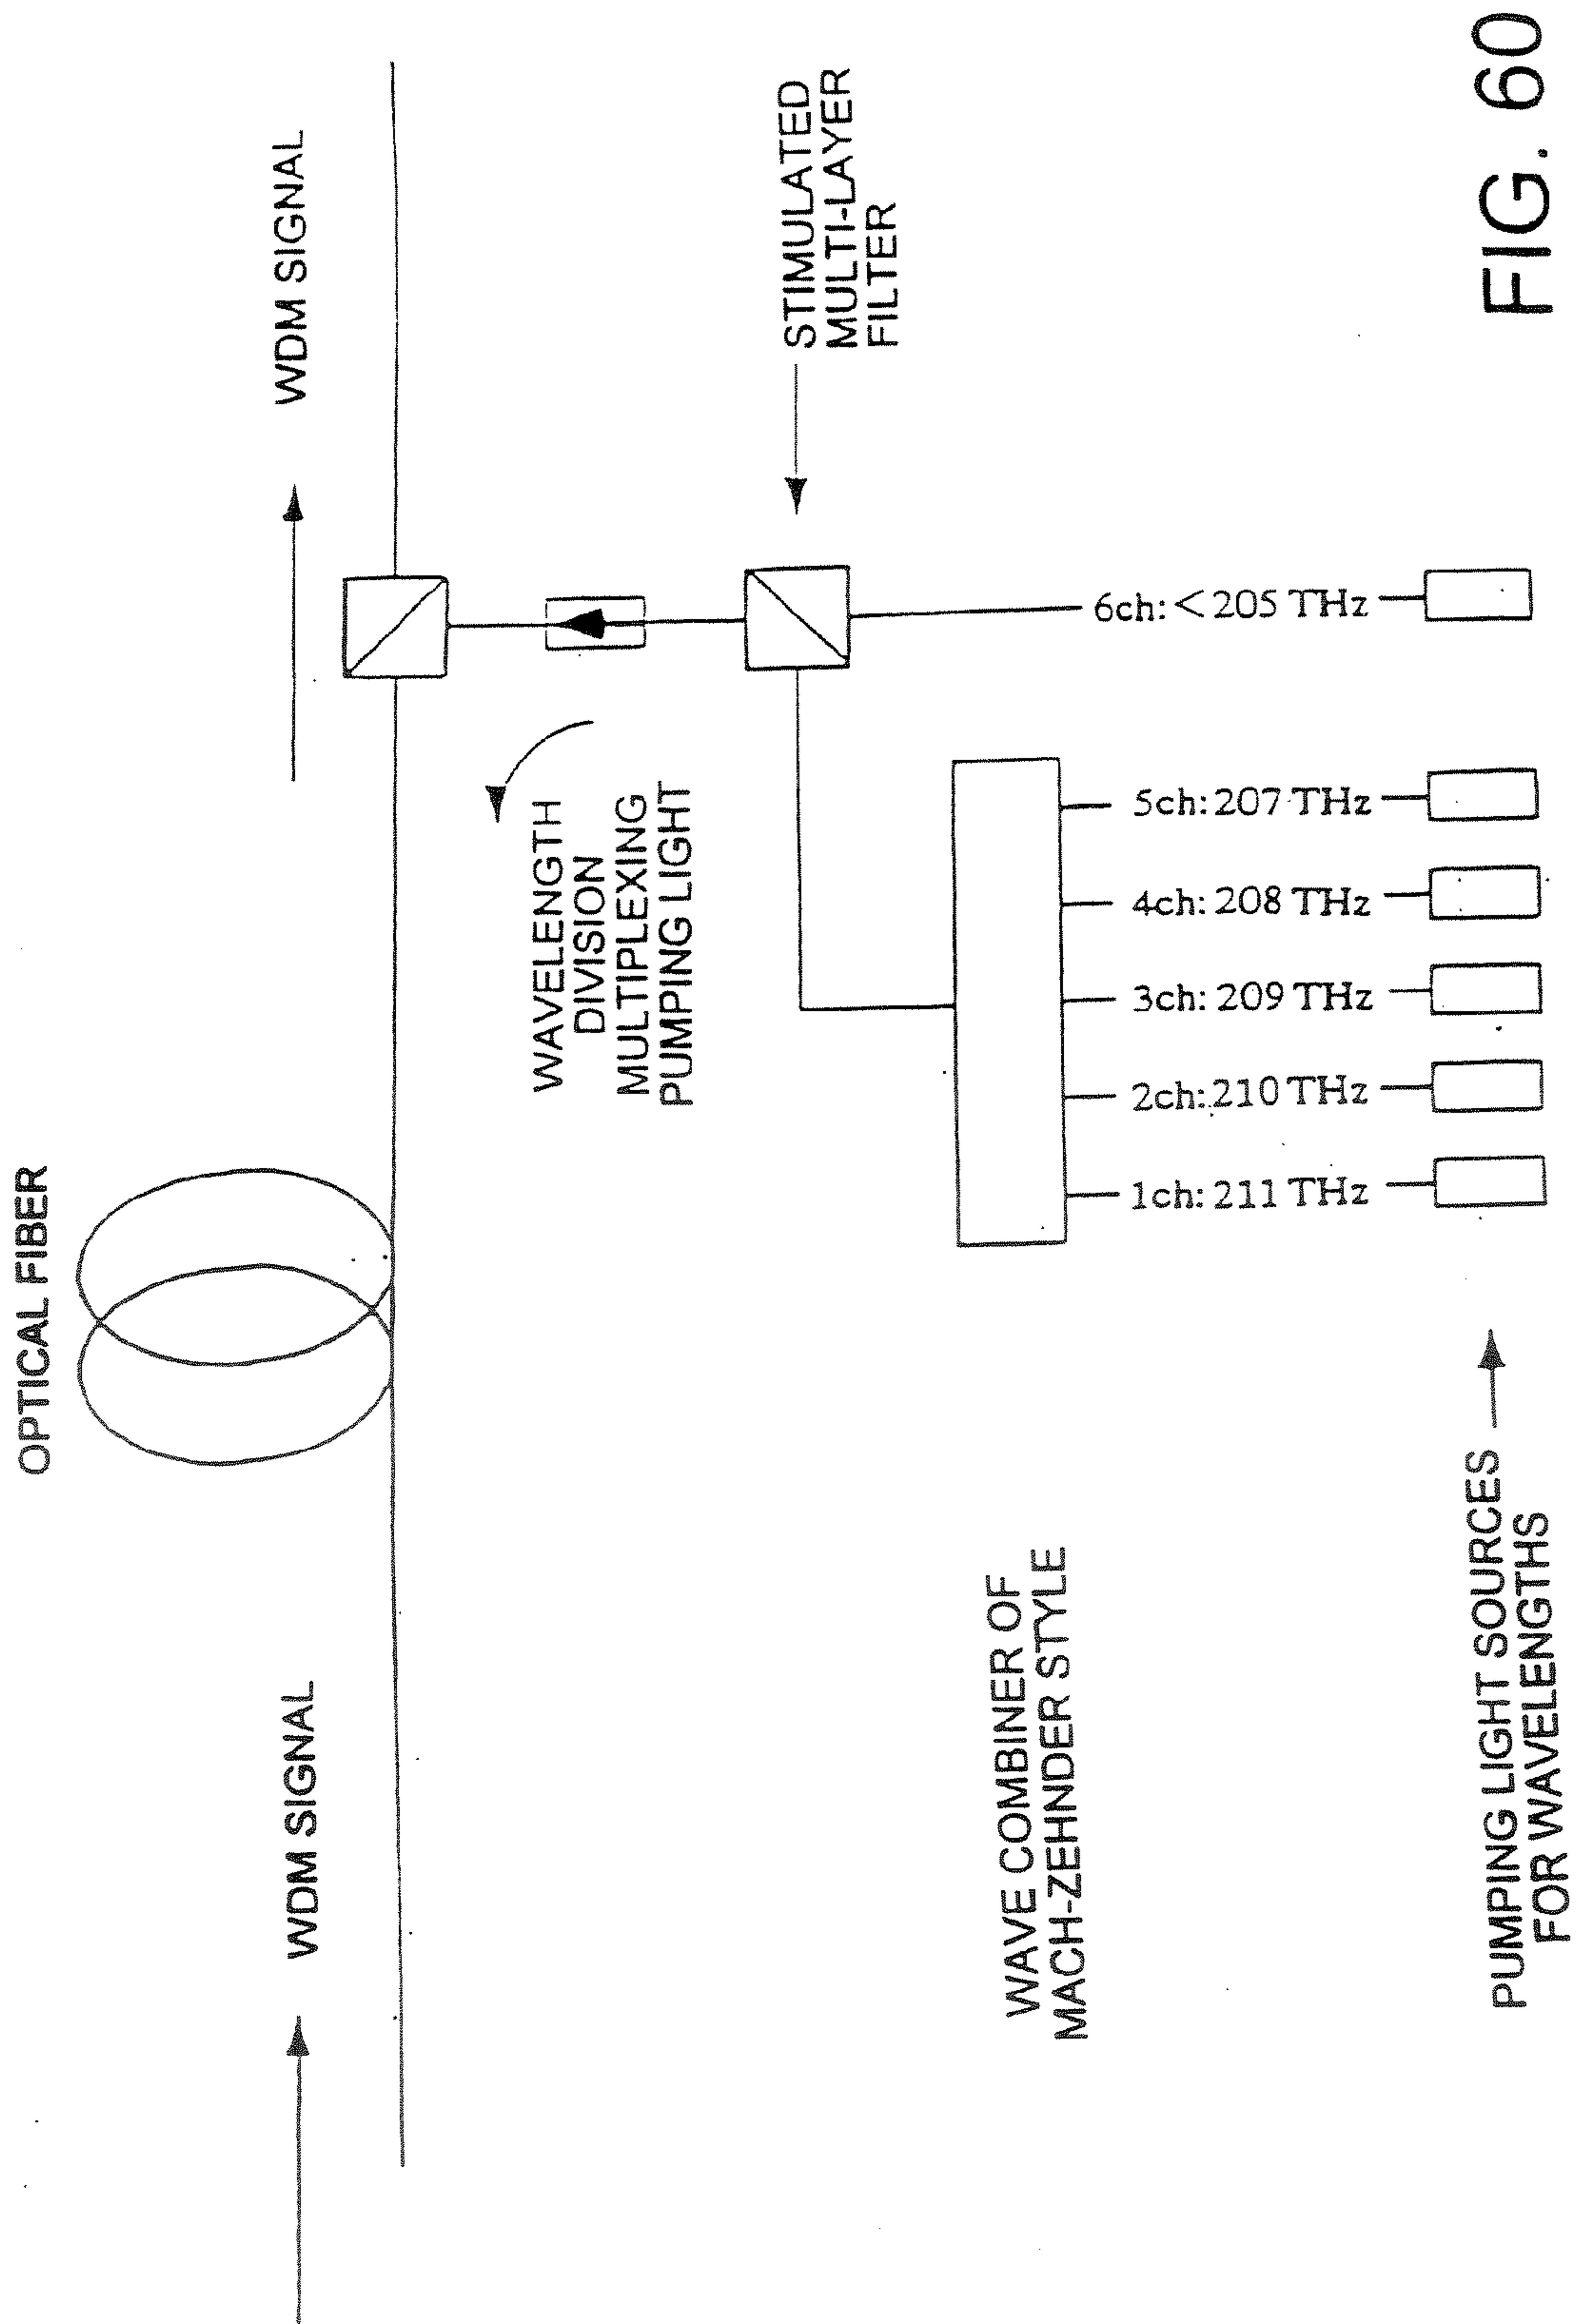 OPTICAL FIBER
WDM SIGNAL
WDM SIGNAL
WAVELENGTH
DIVISION
MULTIPLEXING
PUMPING LIGHT
STIMULATED
MULTI-LAYER
FILTER
WAVE COMBINER OF
MACH-ZEHNDER STYLE
1ch: 211 THz
2ch: 210 THz
3ch: 209 THz
4ch: 208 THz
5ch: 207 THz
6ch: < 205 THz
PUMPING LIGHT SOURCES
FOR WAVELENGTHS
FIG. 60